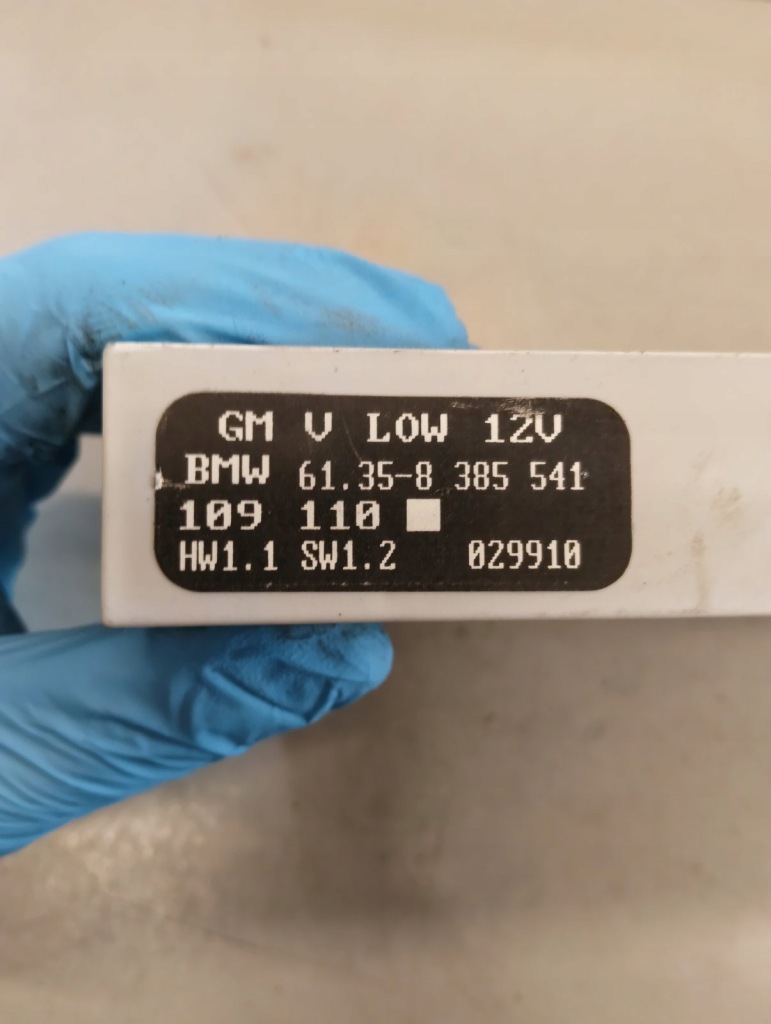 GM V LOW 12V
BMW 61.35-8 385 541
109 110
HW1.1 SW1.2 029910